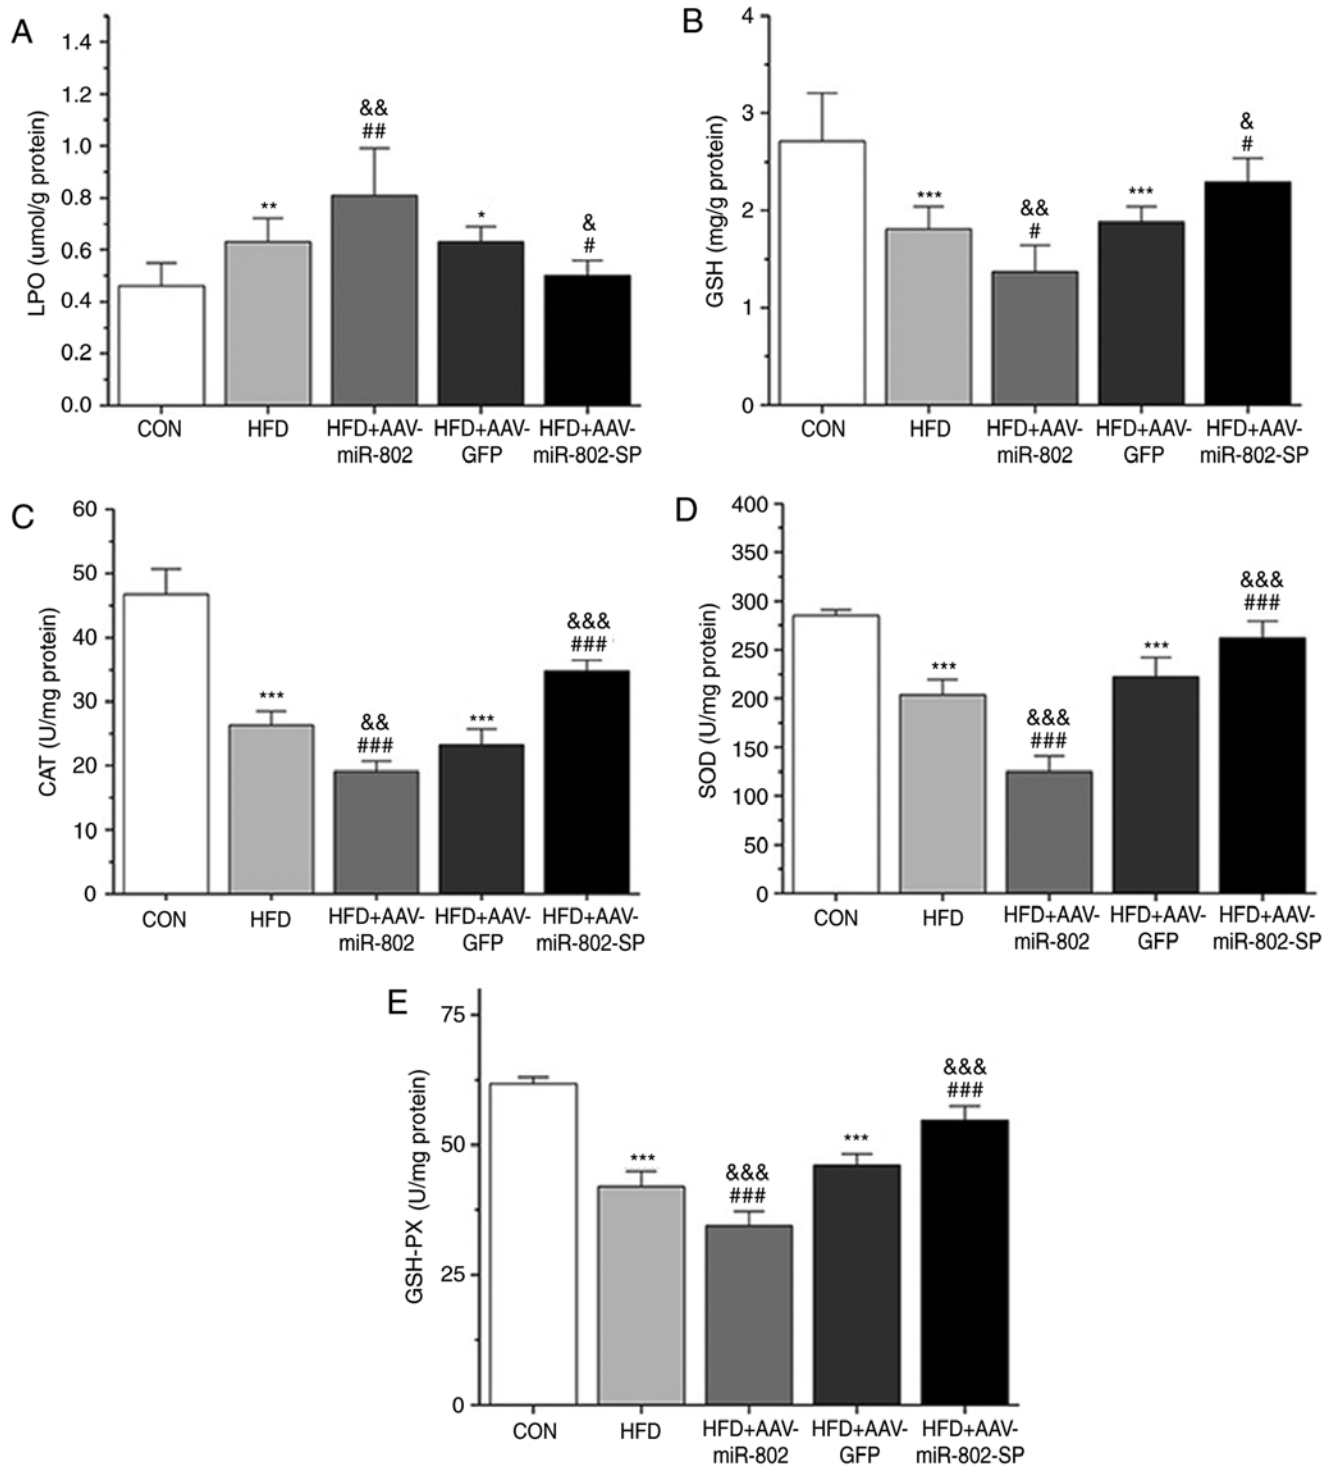 A
LPO (umol/g protein)
1.4
1.2
1.0
0.8
0.6
0.4
0.2
0.0
**
&&
##
*
&
#
CON
HFD
HFD+AAV-
miR-802
HFD+AAV-
GFP
HFD+AAV-
miR-802-SP
B
GSH (mg/g protein)
4
3
2
1
0
***
&&
#
***
&
#
CON
HFD
HFD+AAV-
miR-802
HFD+AAV-
GFP
HFD+AAV-
miR-802-SP
C
CAT (U/mg protein)
60
50
40
30
20
10
0
***
&&
###
***
&&&
###
CON
HFD
HFD+AAV-
miR-802
HFD+AAV-
GFP
HFD+AAV-
miR-802-SP
D
SOD (U/mg protein)
400
350
300
250
200
150
100
50
0
***
&&&
###
***
&&&
###
CON
HFD
HFD+AAV-
miR-802
HFD+AAV-
GFP
HFD+AAV-
miR-802-SP
E
GSH-PX (U/mg protein)
75
50
25
0
***
&&&
###
***
&&&
###
CON
HFD
HFD+AAV-
miR-802
HFD+AAV-
GFP
HFD+AAV-
miR-802-SP